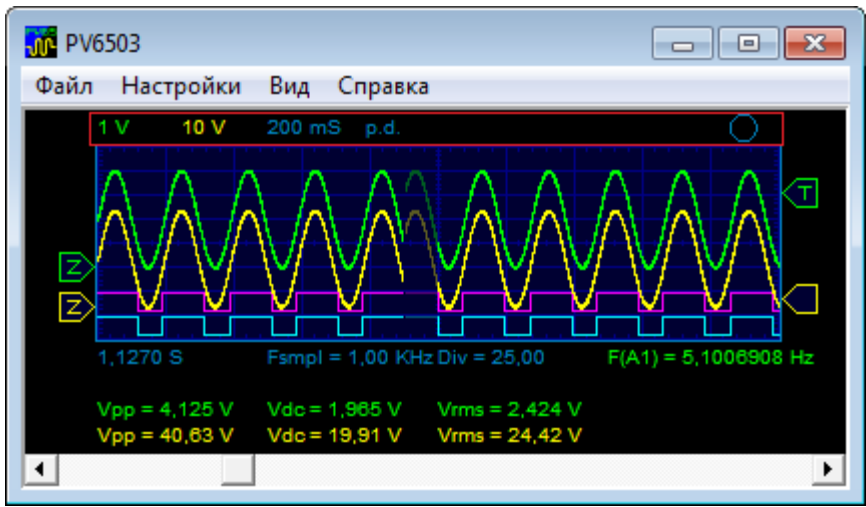 PV6503
Файл Настройки Вид Справка
1 V 10 V 200 mS p.d.
T
Z
Z
1,1270 S Fsmpl = 1,00 KHz Div = 25,00 F(A1) = 5,1006908 Hz
Vpp = 4,125 V Vdc = 1,965 V Vrms = 2,424 V
Vpp = 40,63 V Vdc = 19,91 V Vrms = 24,42 V